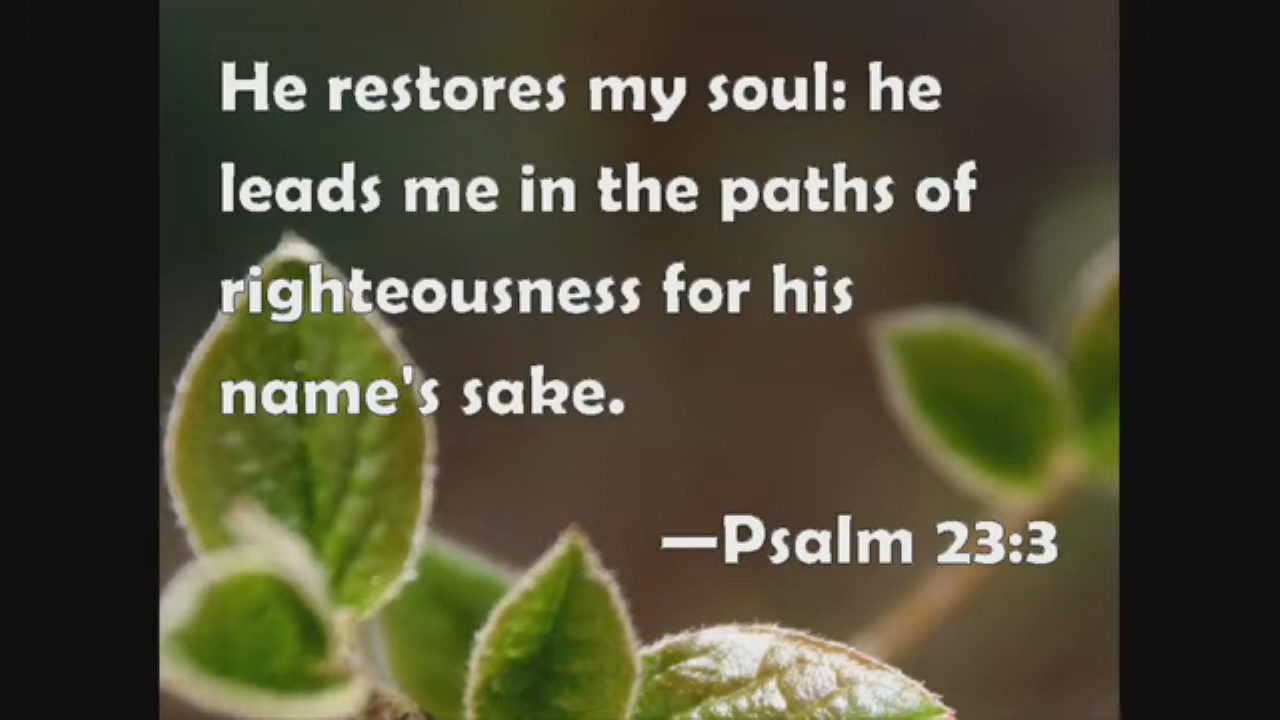 He restores my soul: he
leads me in the paths of
righteousness for his
name's sake.
—Psalm 23:3